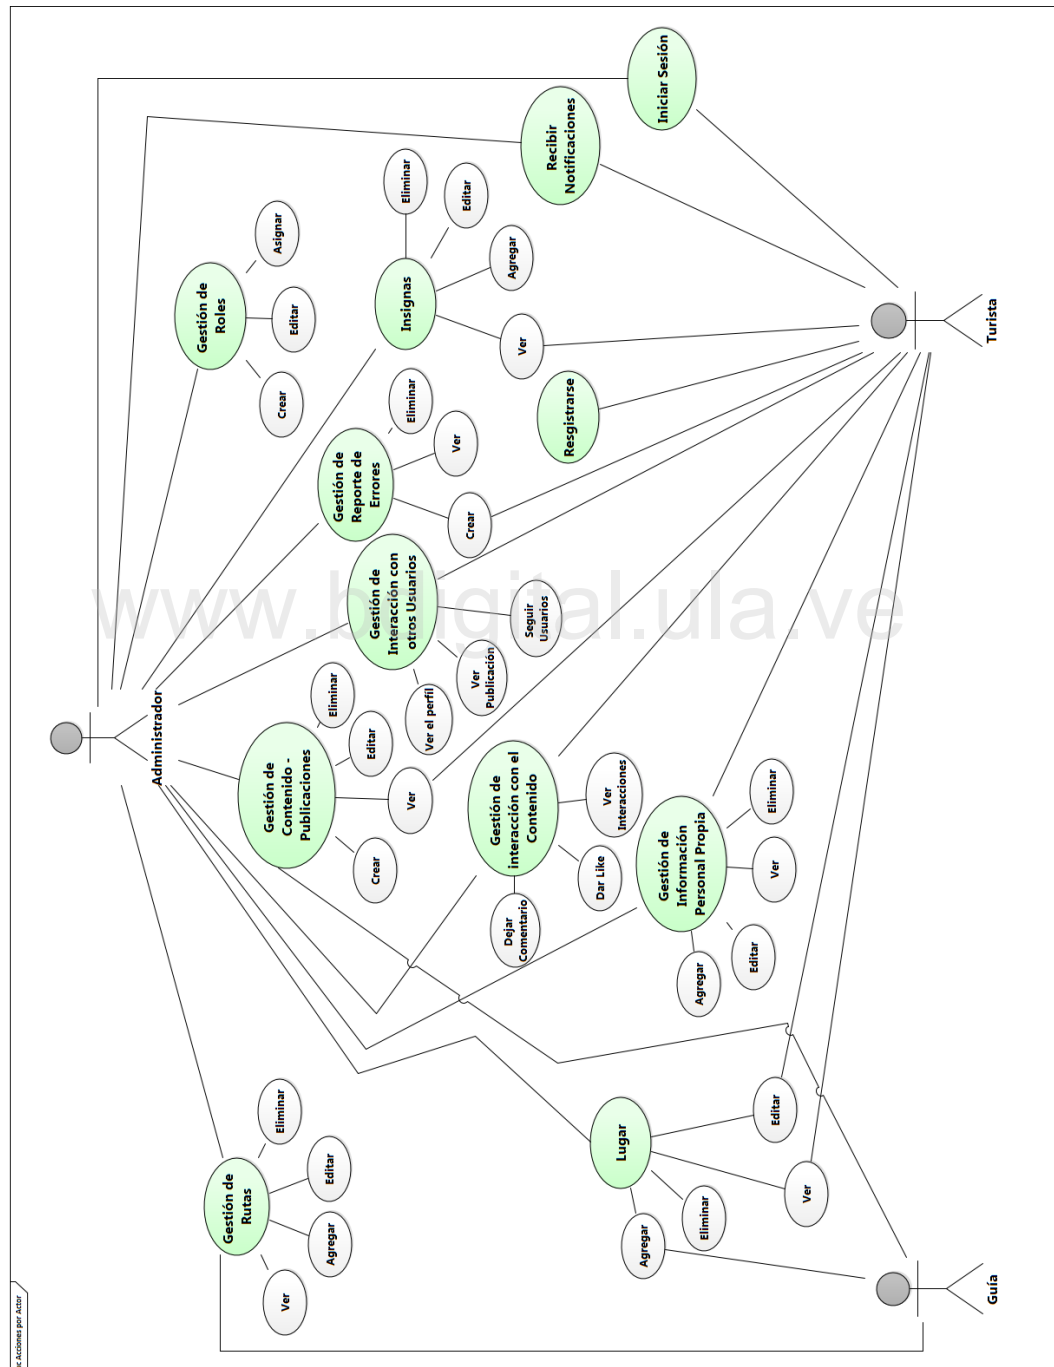 uc Acciones por Actor
Administrador
Turista
Guía
Iniciar Sesión
Recibir
Notificaciones
Gestión de
Roles
Asignar
Editar
Crear
Insignas
Eliminar
Editar
Agregar
Ver
Resgistrarse
Gestión de
Reporte de
Errores
Eliminar
Ver
Crear
Gestión de
Interacción con
otros Usuarios
Seguir
Usuarios
Ver
Publicación
Ver el perfil
Gestión de
Contenido -
Publicaciones
Eliminar
Editar
Ver
Crear
Gestión de
interacción con el
Contenido
Ver
Interacciones
Dar Like
Dejar
Comentario
Gestión de
Información
Personal Propia
Eliminar
Ver
Editar
Agregar
Gestión de
Rutas
Eliminar
Editar
Agregar
Ver
Lugar
Editar
Ver
Eliminar
Agregar
www.bdigital.ula.ve